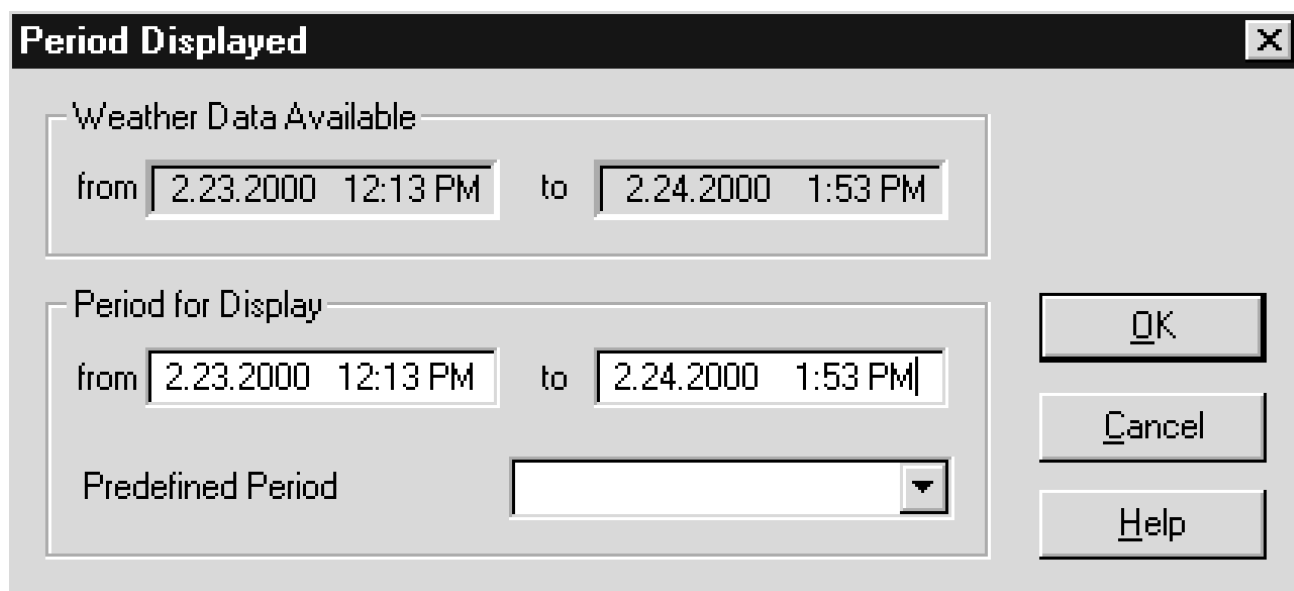 Period Displayed
Weather Data Available
from 2.23.2000 12:13 PM to 2.24.2000 1:53 PM
Period for Display
from 2.23.2000 12:13 PM to 2.24.2000 1:53 PM
Predefined Period
OK
Cancel
Help